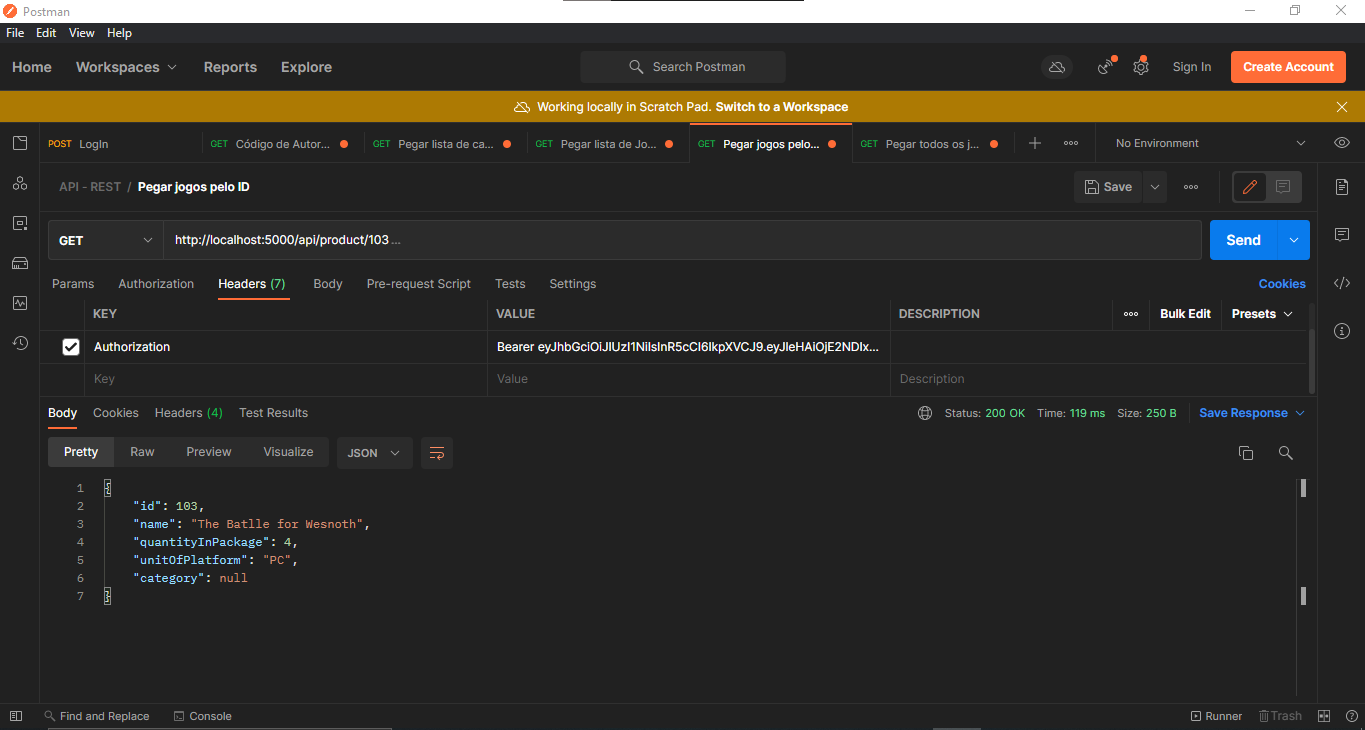 Postman
File Edit View Help
Home Workspaces Reports Explore Search Postman Sign In Create Account
Working locally in Scratch Pad. Switch to a Workspace
POST LogIn GET Código de Autor... GET Pegar lista de ca... GET Pegar lista de Jo... GET Pegar jogos pelo... GET Pegar todos os j... No Environment
API - REST / Pegar jogos pelo ID Save
GET http://localhost:5000/api/product/103 ... Send
Params Authorization Headers (7) Body Pre-request Script Tests Settings Cookies
KEY VALUE DESCRIPTION Bulk Edit Presets
Authorization Bearer eyJhbGciOiJIUzI1NiIsInR5cCI6IkpXVCJ9.eyJleHAiOjE2NDIx...
Key Value Description
Body Cookies Headers (4) Test Results Status: 200 OK Time: 119 ms Size: 250 B Save Response
Pretty Raw Preview Visualize JSON
1 {
2 "id": 103,
3 "name": "The Batlle for Wesnoth",
4 "quantityInPackage": 4,
5 "unitOfPlatform": "PC",
6 "category": null
7 }
Find and Replace Console Runner Trash